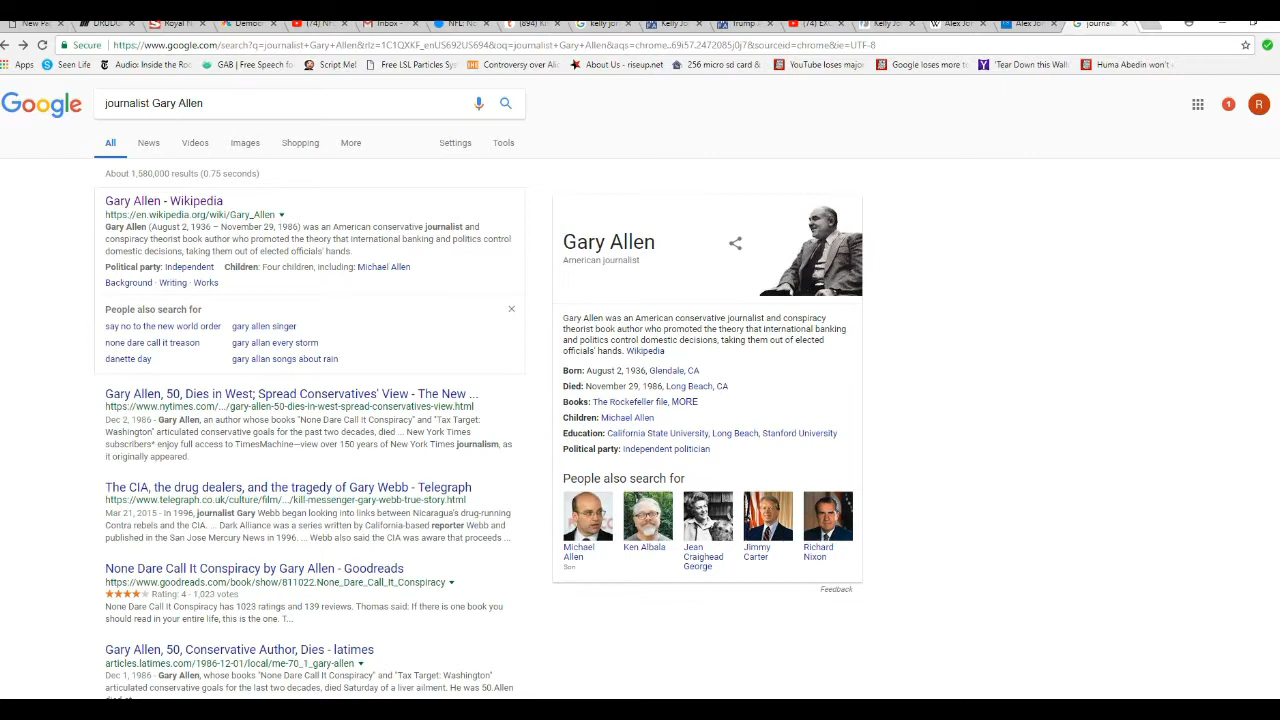 New Pa
DRUDG
Royal N
Democ
(74) NF
Inbox -
NFL: No
(894) Ki
kelly jo
Kelly Jo
Trump
(74) EX
Kelly Jo
Alex Jo
Alex Jon
journal
Secure
https://www.google.com/search?q=journalist+Gary+Allen&rlz=1C1QXKF_enUS692US694&oq=journalist+Gary+Allen&aqs=chrome..69i57.2472085j0j7&sourceid=chrome&ie=UTF-8
Apps
Seen Life
Audio: Inside the Ro
GAB | Free Speech fo
Script Me!
Free LSL Particles Sy
Controversy over Ali
About Us - riseup.net
256 micro sd card &
YouTube loses major
Google loses more to
'Tear Down this Wall
Huma Abedin won't
Google
journalist Gary Allen
1
R
All
News
Videos
Images
Shopping
More
Settings
Tools
About 1,580,000 results (0.75 seconds)
Gary Allen - Wikipedia
https://en.wikipedia.org/wiki/Gary_Allen
Gary Allen (August 2, 1936 – November 29, 1986) was an American conservative journalist and
conspiracy theorist book author who promoted the theory that international banking and politics control
domestic decisions, taking them out of elected officials' hands.
Political party: Independent Children: Four children, including: Michael Allen
Background · Writing · Works
People also search for
say no to the new world order
gary allen singer
none dare call it treason
gary allan every storm
danette day
gary allan songs about rain
Gary Allen, 50, Dies in West; Spread Conservatives' View - The New ...
https://www.nytimes.com/.../gary-allen-50-dies-in-west-spread-conservatives-view.html
Dec 2, 1986 - Gary Allen, an author whose books "None Dare Call It Conspiracy" and "Tax Target:
Washington" articulated conservative goals for the past two decades, died ... New York Times
subscribers* enjoy full access to TimesMachine—view over 150 years of New York Times journalism, as
it originally appeared.
The CIA, the drug dealers, and the tragedy of Gary Webb - Telegraph
https://www.telegraph.co.uk/culture/film/.../kill-messenger-gary-webb-true-story.html
Mar 21, 2015 - In 1996, journalist Gary Webb began looking into links between Nicaragua's drug-running
Contra rebels and the CIA. ... Dark Alliance was a series written by California-based reporter Webb and
published in the San Jose Mercury News in 1996. ... Webb also said the CIA was aware that proceeds ...
None Dare Call It Conspiracy by Gary Allen - Goodreads
https://www.goodreads.com/book/show/811022.None_Dare_Call_It_Conspiracy
Rating: 4 - 1,023 votes
None Dare Call It Conspiracy has 1023 ratings and 139 reviews. Thomas said: If there is one book you
should read in your entire life, this is the one. T...
Gary Allen, 50, Conservative Author, Dies - latimes
articles.latimes.com/1986-12-01/local/me-70_1_gary-allen
Dec 1, 1986 - Gary Allen, whose books "None Dare Call It Conspiracy" and "Tax Target: Washington"
articulated conservative goals for the last two decades, died Saturday of a liver ailment. He was 50.Allen
Gary Allen
American journalist
Gary Allen was an American conservative journalist and conspiracy
theorist book author who promoted the theory that international banking
and politics control domestic decisions, taking them out of elected
officials' hands. Wikipedia
Born: August 2, 1936, Glendale, CA
Died: November 29, 1986, Long Beach, CA
Books: The Rockefeller file, MORE
Children: Michael Allen
Education: California State University, Long Beach, Stanford University
Political party: Independent politician
People also search for
Michael
Allen
Son
Ken Albala
Jean
Craighead
George
Jimmy
Carter
Richard
Nixon
Feedback